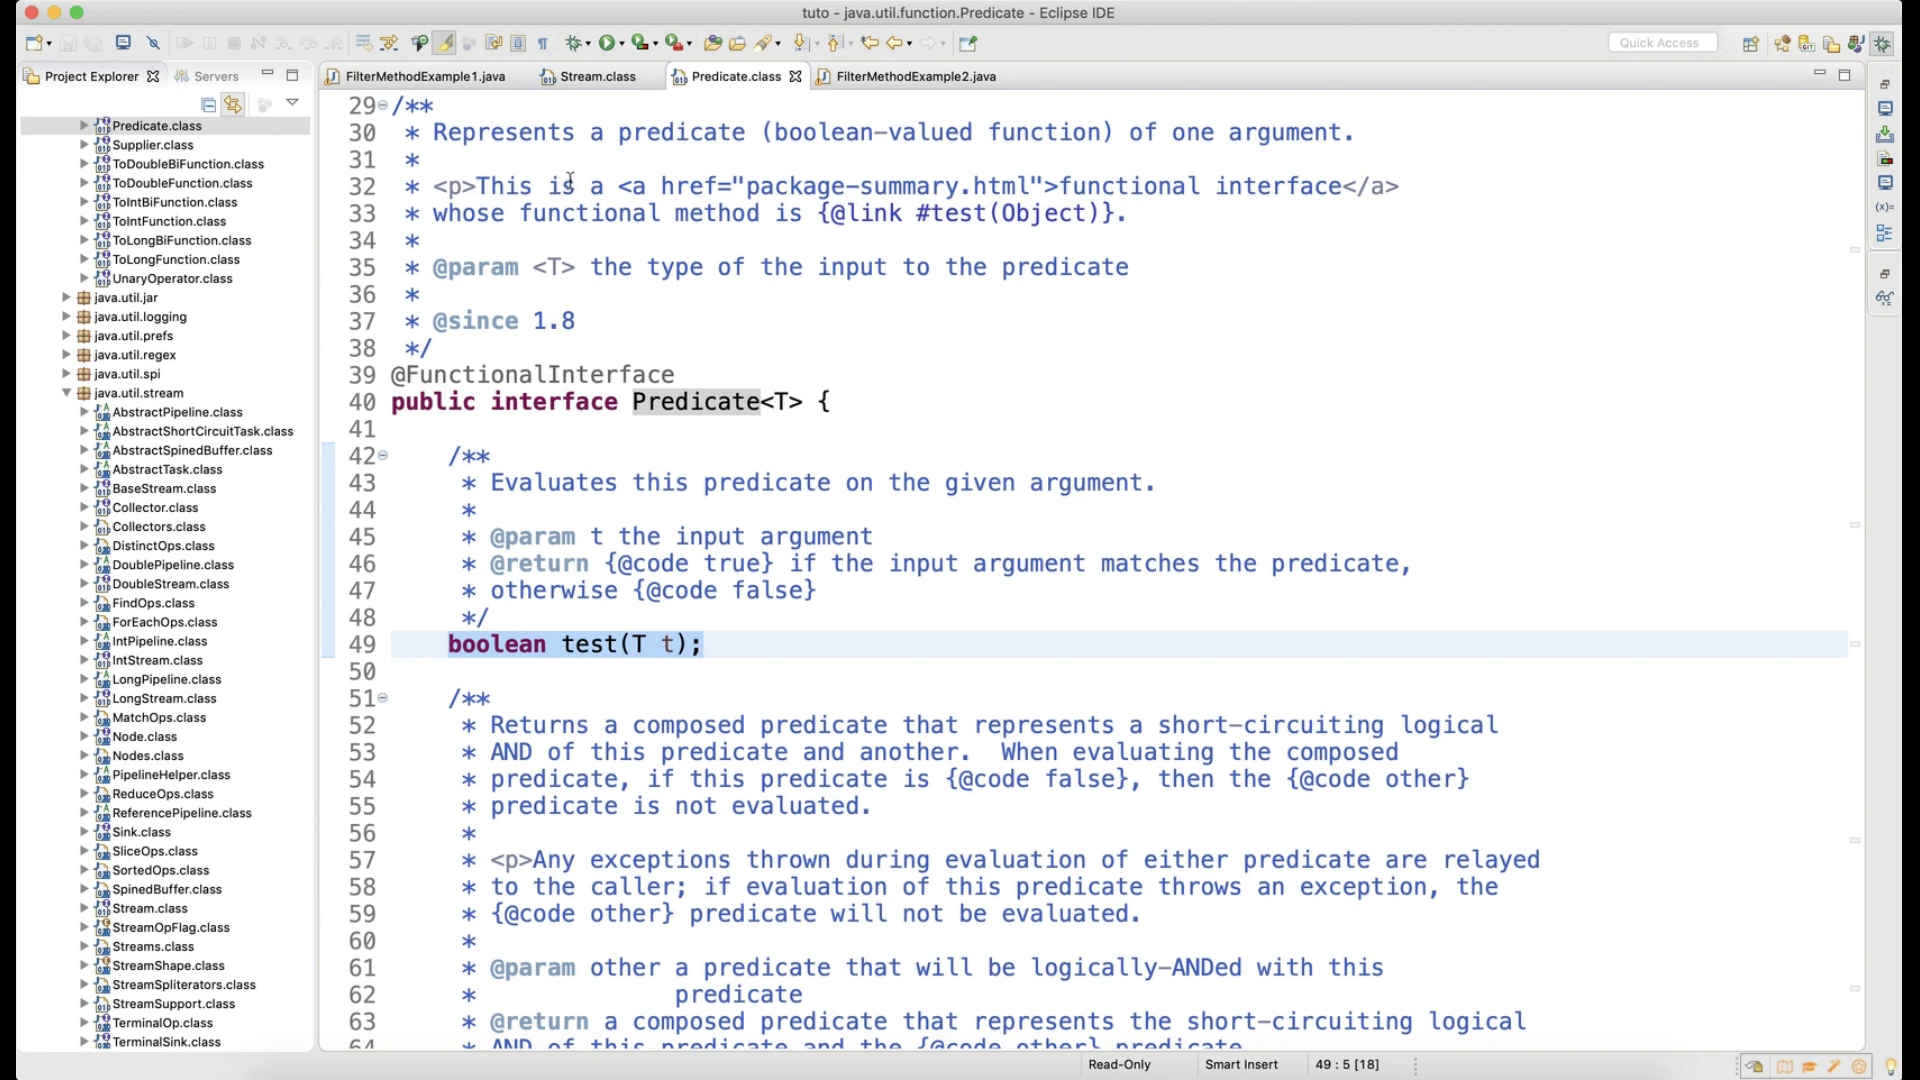 tuto - java.util.function.Predicate - Eclipse IDE
Quick Access
Project Explorer
Servers
Predicate.class
Supplier.class
ToDoubleBiFunction.class
ToDoubleFunction.class
ToIntBiFunction.class
ToIntFunction.class
ToLongBiFunction.class
ToLongFunction.class
UnaryOperator.class
java.util.jar
java.util.logging
java.util.prefs
java.util.regex
java.util.spi
java.util.stream
AbstractPipeline.class
AbstractShortCircuitTask.class
AbstractSpinedBuffer.class
AbstractTask.class
BaseStream.class
Collector.class
Collectors.class
DistinctOps.class
DoublePipeline.class
DoubleStream.class
FindOps.class
ForEachOps.class
IntPipeline.class
IntStream.class
LongPipeline.class
LongStream.class
MatchOps.class
Node.class
Nodes.class
PipelineHelper.class
ReduceOps.class
ReferencePipeline.class
Sink.class
SliceOps.class
SortedOps.class
SpinedBuffer.class
Stream.class
StreamOpFlag.class
Streams.class
StreamShape.class
StreamSpliterators.class
StreamSupport.class
TerminalOp.class
TerminalSink.class
FilterMethodExample1.java
Stream.class
Predicate.class
FilterMethodExample2.java
29 /**
30 * Represents a predicate (boolean-valued function) of one argument.
31 *
32 * <p>This is a <a href="package-summary.html">functional interface</a>
33 * whose functional method is {@link #test(Object)}.
34 *
35 * @param <T> the type of the input to the predicate
36 *
37 * @since 1.8
38 */
39 @FunctionalInterface
40 public interface Predicate<T> {
41
42 /**
43 * Evaluates this predicate on the given argument.
44 *
45 * @param t the input argument
46 * @return {@code true} if the input argument matches the predicate,
47 * otherwise {@code false}
48 */
49 boolean test(T t);
50
51 /**
52 * Returns a composed predicate that represents a short-circuiting logical
53 * AND of this predicate and another.  When evaluating the composed
54 * predicate, if this predicate is {@code false}, then the {@code other}
55 * predicate is not evaluated.
56 *
57 * <p>Any exceptions thrown during evaluation of either predicate are relayed
58 * to the caller; if evaluation of this predicate throws an exception, the
59 * {@code other} predicate will not be evaluated.
60 *
61 * @param other a predicate that will be logically-ANDed with this
62 * predicate
63 * @return a composed predicate that represents the short-circuiting logical
64 * AND of this predicate and the {@code other} predicate
Read-Only
Smart Insert
49 : 5 [18]